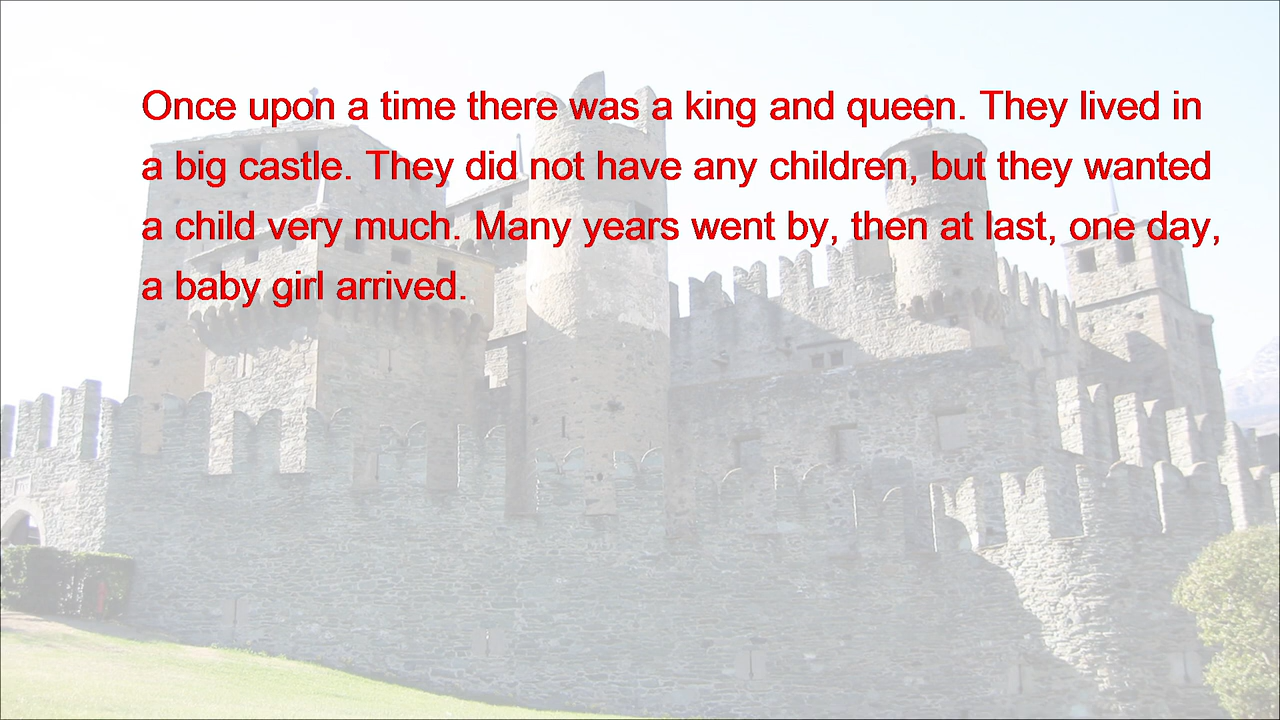 Once upon a time there was a king and queen. They lived in
a big castle. They did not have any children, but they wanted
a child very much. Many years went by, then at last, one day,
a baby girl arrived.